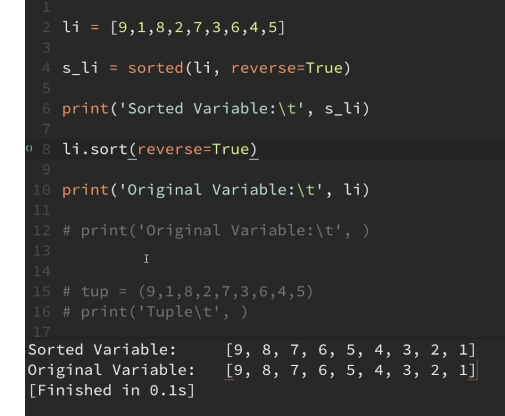 1
2 li = [9,1,8,2,7,3,6,4,5]
3
4 s_li = sorted(li, reverse=True)
5
6 print('Sorted Variable:\t', s_li)
7
8 li.sort(reverse=True)
9
10 print('Original Variable:\t', li)
11
12 # print('Original Variable:\t', )
13
14
15 # tup = (9,1,8,2,7,3,6,4,5)
16 # print('Tuple\t', )
17
Sorted Variable: [9, 8, 7, 6, 5, 4, 3, 2, 1]
Original Variable: [9, 8, 7, 6, 5, 4, 3, 2, 1]
[Finished in 0.1s]